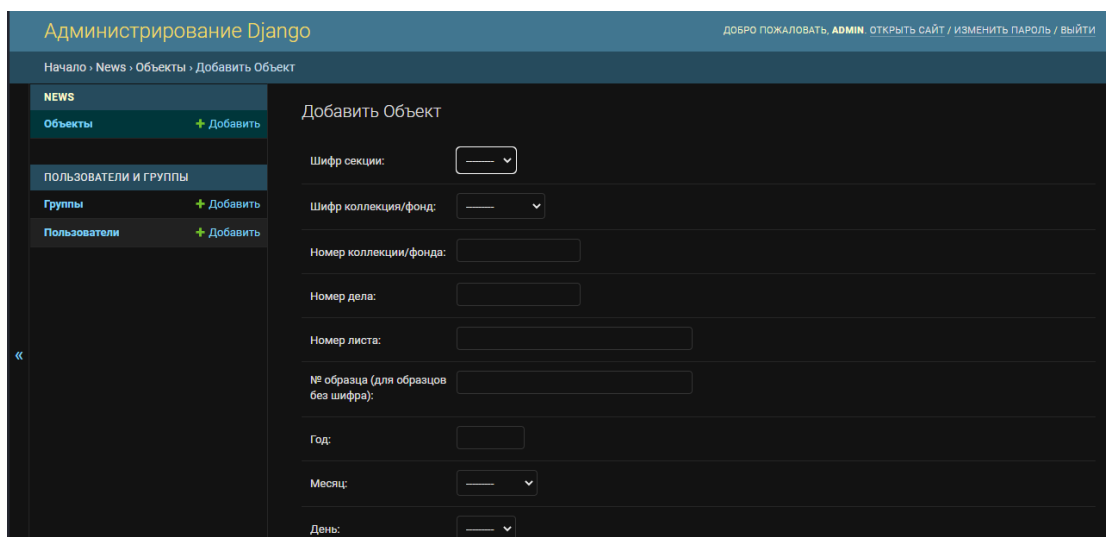 Администрирование Django
ДОБРО ПОЖАЛОВАТЬ, ADMIN. ОТКРЫТЬ САЙТ / ИЗМЕНИТЬ ПАРОЛЬ / ВЫЙТИ
Начало › News › Объекты › Добавить Объект
NEWS
Объекты + Добавить
ПОЛЬЗОВАТЕЛИ И ГРУППЫ
Группы + Добавить
Пользователи + Добавить
«
Добавить Объект
Шифр секции: ---------
Шифр коллекция/фонд: ---------
Номер коллекции/фонда:
Номер дела:
Номер листа:
№ образца (для образцов
без шифра):
Год:
Месяц: ---------
День: ---------